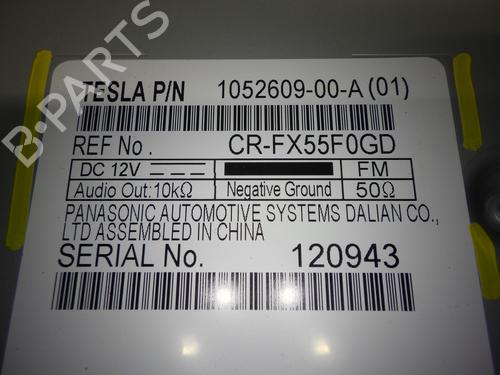 TESLA P/N 1052609-00-A (01)
REF No. CR-FX55F0GD
DC 12V FM
Audio Out: 10kΩ Negative Ground 50Ω
PANASONIC AUTOMOTIVE SYSTEMS DALIAN CO.,
LTD ASSEMBLED IN CHINA
SERIAL No. 120943
B-PARTS